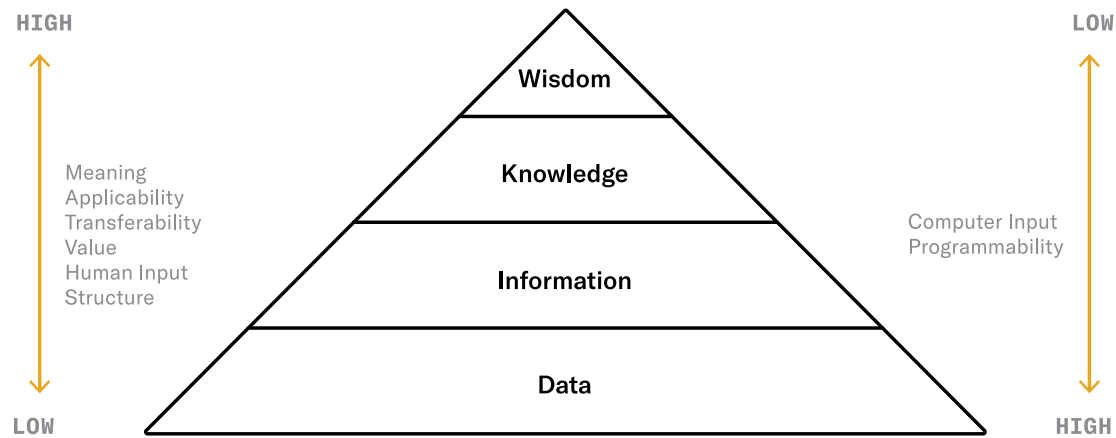 HIGH
LOW
Wisdom
Knowledge
Meaning
Applicability
Transferability
Value
Human Input
Structure
Computer Input
Programmability
Information
Data
LOW
HIGH